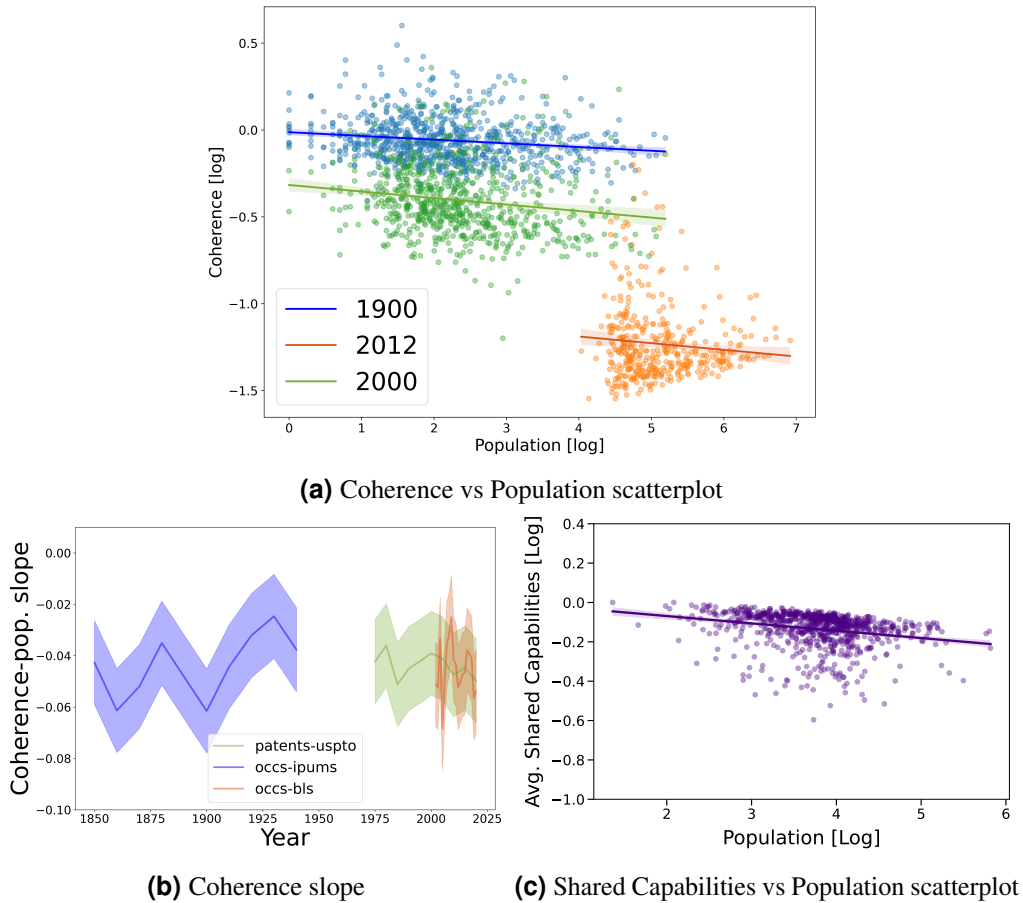 0.5
0.0
−0.5
−1.0
−1.5
Coherence [log]
1900
2012
2000
0 1 2 3 4 5 6 7
Population [log]
(a) Coherence vs Population scatterplot
0.00
−0.02
−0.04
−0.06
−0.08
−0.10
Coherence-pop. slope
patents-uspto
occs-ipums
occs-bls
1850 1875 1900 1925 1950 1975 2000 2025
Year
(b) Coherence slope
0.4
0.2
0.0
−0.2
−0.4
−0.6
−0.8
−1.0
Avg. Shared Capabilities [Log]
2 3 4 5 6
Population [Log]
(c) Shared Capabilities vs Population scatterplot